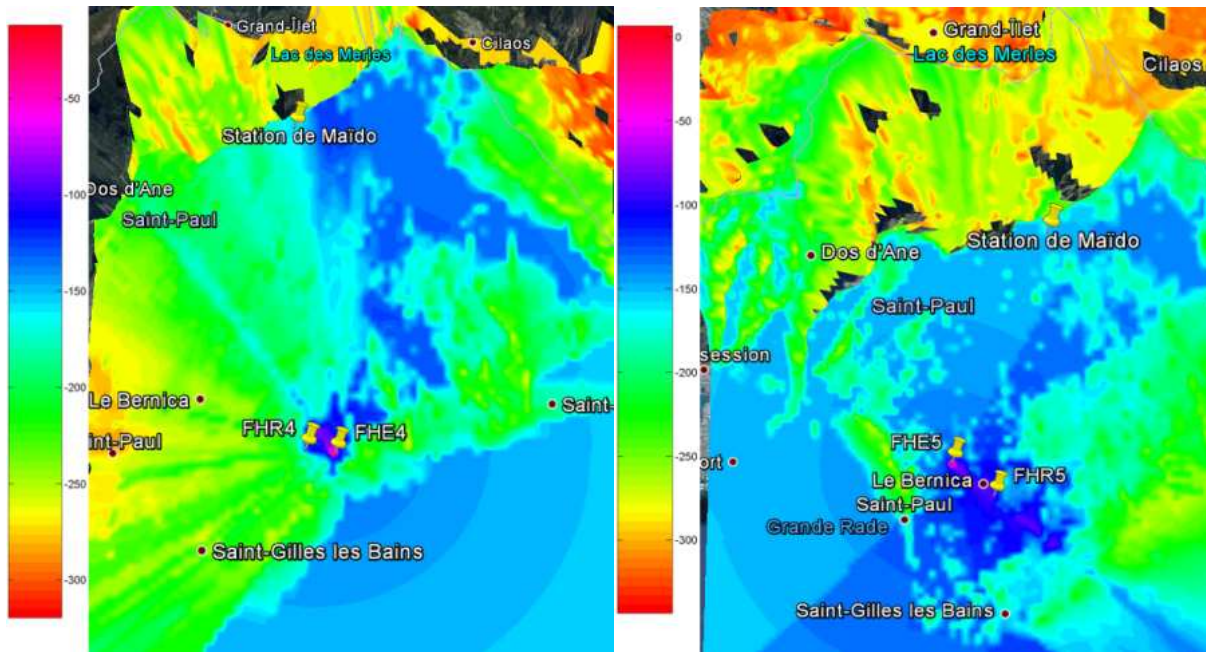 Grand-Îlet
Lac des Merles
Cilaos
Station de Maïdo
Dos d'Ane
Saint-Paul
Le Bernica
FHR4
FHE4
Saint-
int-Paul
Saint-Gilles les Bains
-50
-100
-150
-200
-250
-300
Grand-Îlet
Lac des Merles
Cilaos
Station de Maïdo
Dos d'Ane
Saint-Paul
session
FHE5
ort
Le Bernica
FHR5
Saint-Paul
Grande Rade
Saint-Gilles les Bains
0
-50
-100
-150
-200
-250
-300